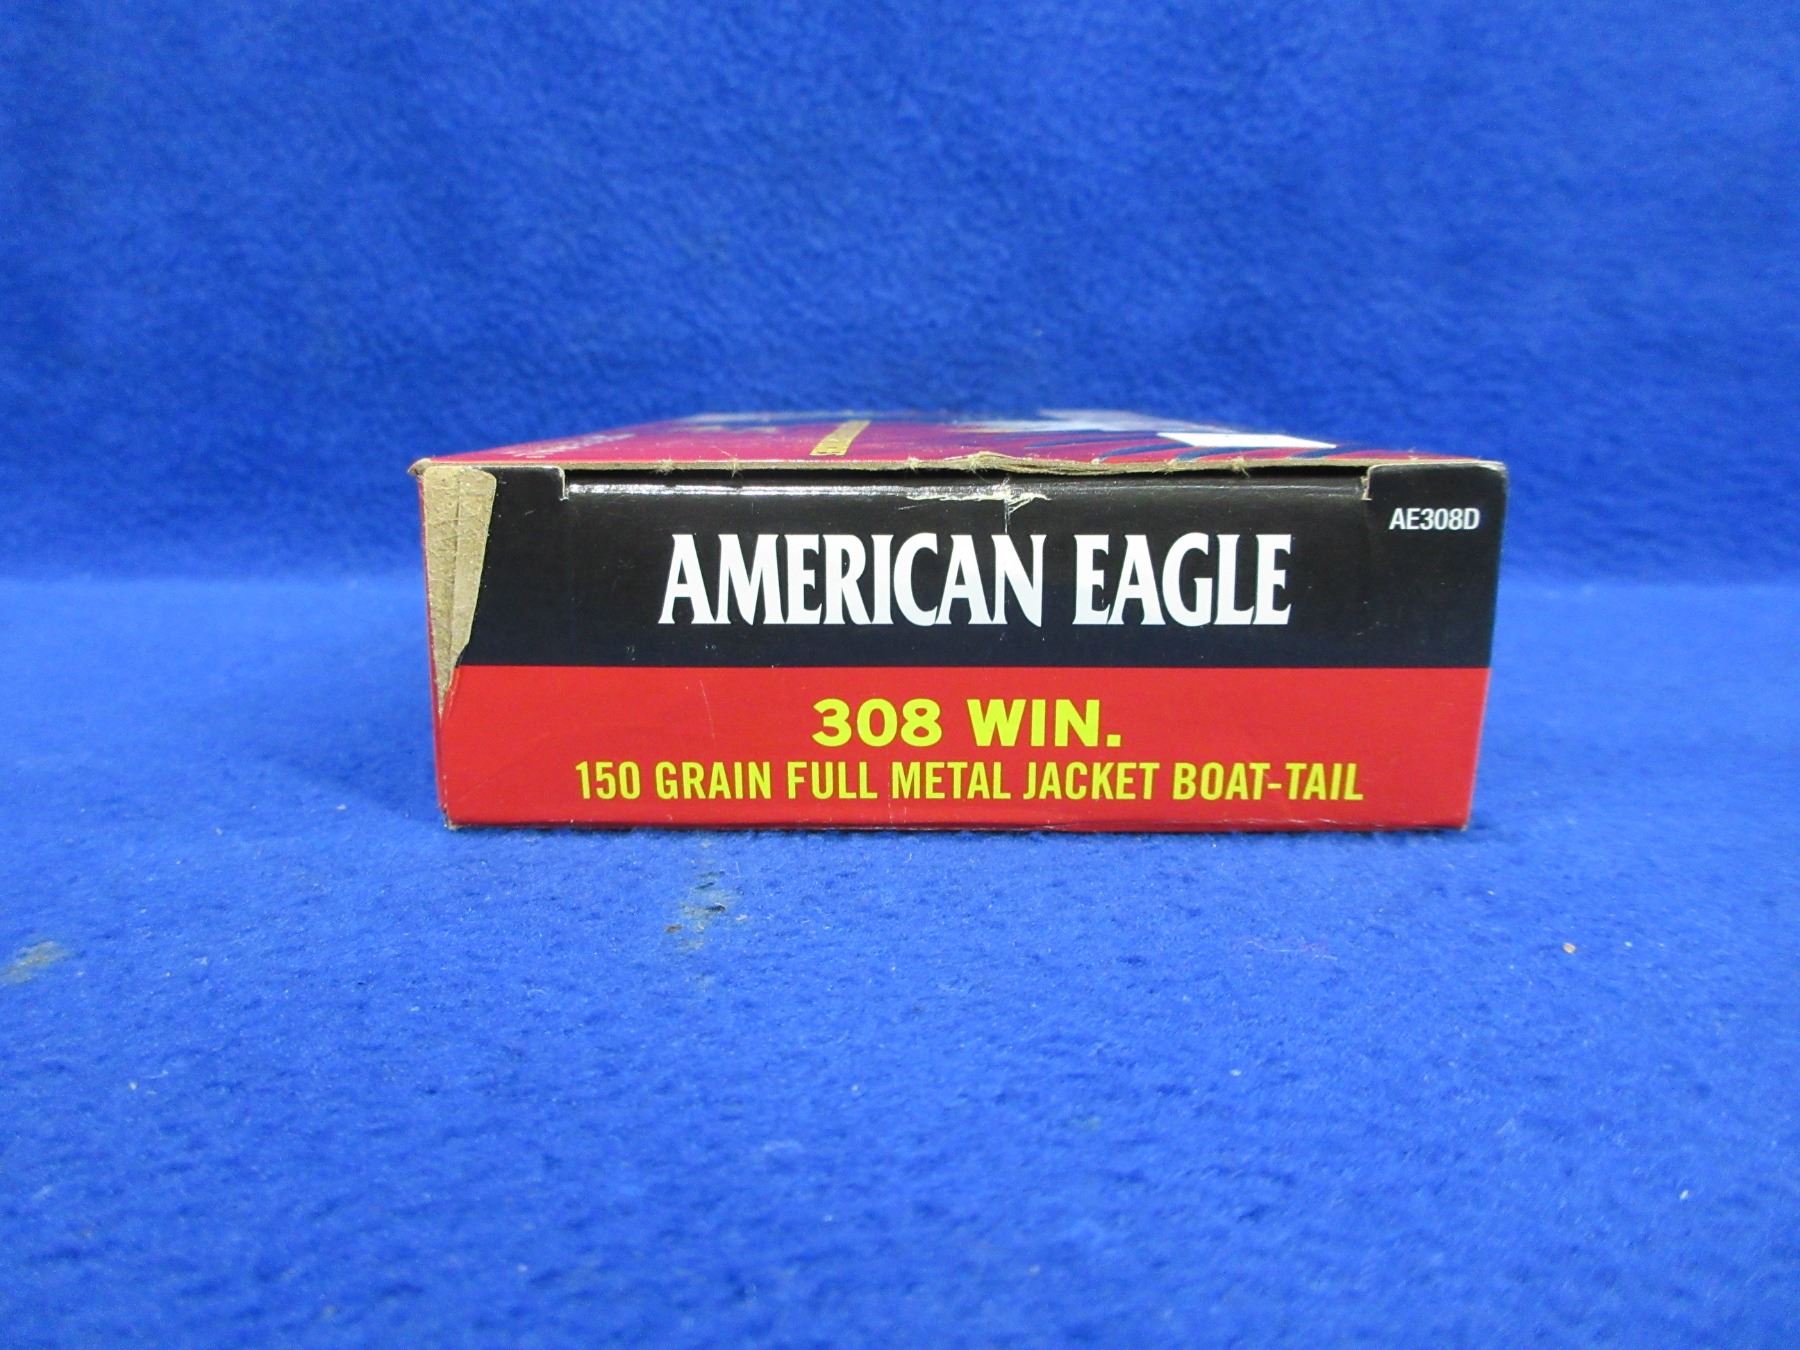 AE308D
AMERICAN EAGLE
308 WIN.
150 GRAIN FULL METAL JACKET BOAT-TAIL